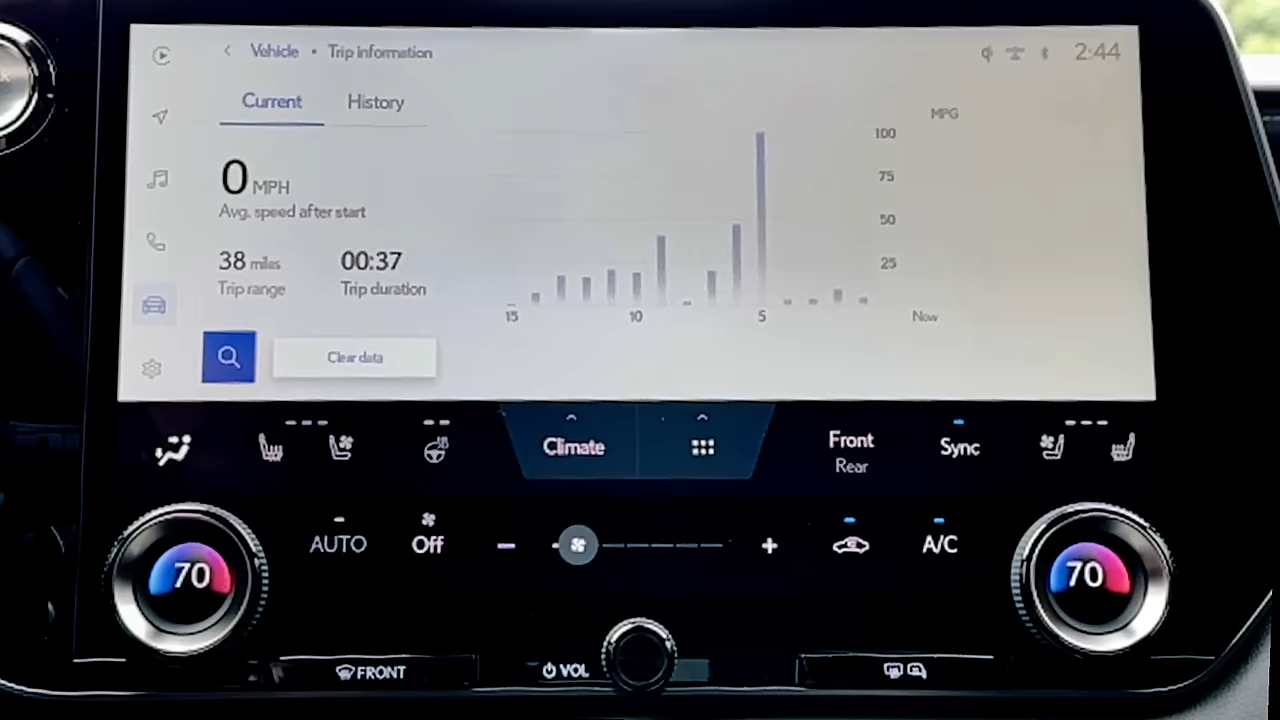 Vehicle • Trip information
2:44
Current History
MPG
100
75
50
25
0 MPH
Avg. speed after start
38 miles 00:37
Trip range Trip duration
15 10 5 Now
Clear data
Climate
Front
Rear
Sync
AUTO Off
A/C
70 70
FRONT
VOL